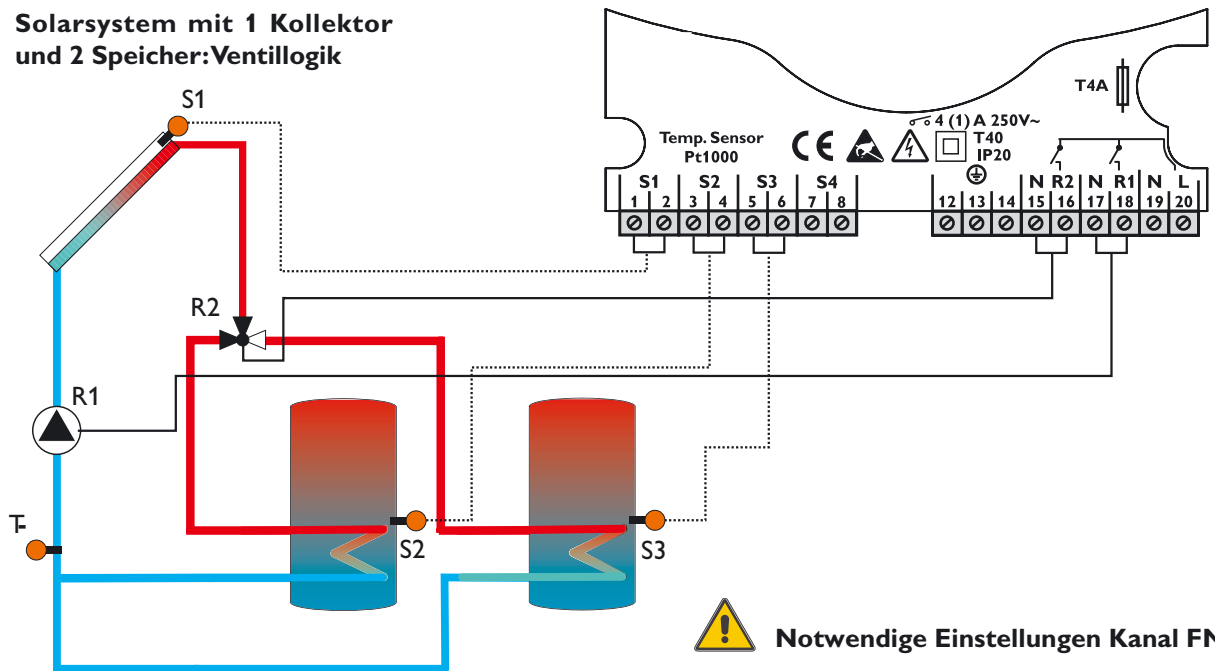 Solarsystem mit 1 Kollektor
und 2 Speicher: Ventillogik
S1
T4A
4 (1) A 250V~
Temp. Sensor
Pt1000
CE
T40
IP20
S1 S2 S3 S4
N R2 N R1 N L
1 2 3 4 5 6 7 8
12 13 14 15 16 17 18 19 20
R2
R1
T-
S2
S3
Notwendige Einstellungen Kanal FN